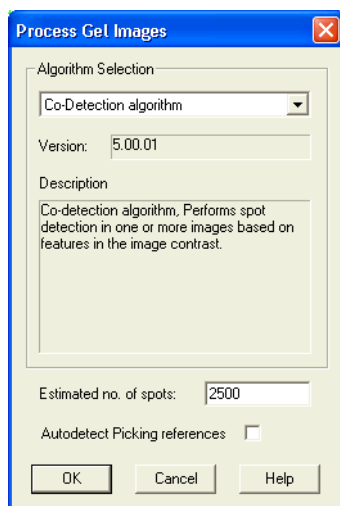 Process Gel Images
Algorithm Selection
Co-Detection algorithm
Version: 5.00.01
Description
Co-detection algorithm, Performs spot
detection in one or more images based on
features in the image contrast.
Estimated no. of spots: 2500
Autodetect Picking references
OK Cancel Help